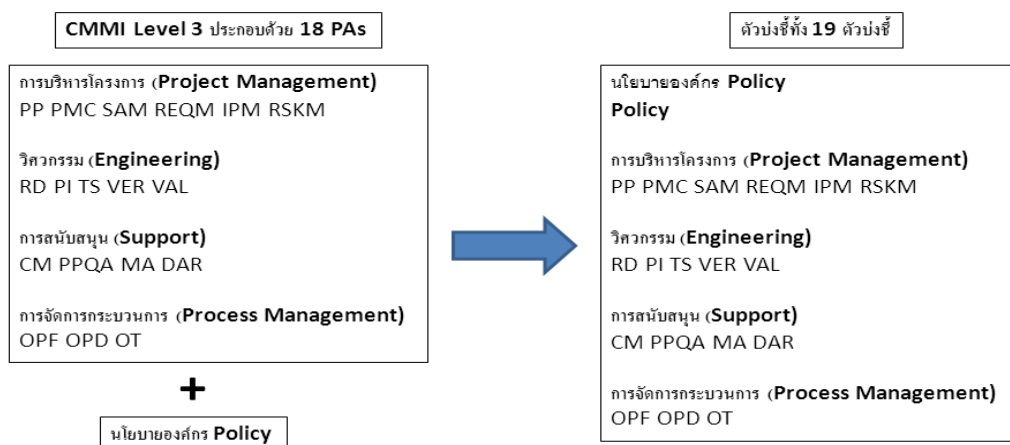 CMMI Level 3 ประกอบด้วย 18 PAs
การบริหารโครงการ (Project Management)
PP PMC SAM REQM IPM RSKM
วิศวกรรม (Engineering)
RD PI TS VER VAL
การสนับสนุน (Support)
CM PPQA MA DAR
การจัดการกระบวนการ (Process Management)
OPF OPD OT
+
นโยบายองค์กร Policy
ตัวบ่งชี้ทั้ง 19 ตัวบ่งชี้
นโยบายองค์กร Policy
Policy
การบริหารโครงการ (Project Management)
PP PMC SAM REQM IPM RSKM
วิศวกรรม (Engineering)
RD PI TS VER VAL
การสนับสนุน (Support)
CM PPQA MA DAR
การจัดการกระบวนการ (Process Management)
OPF OPD OT